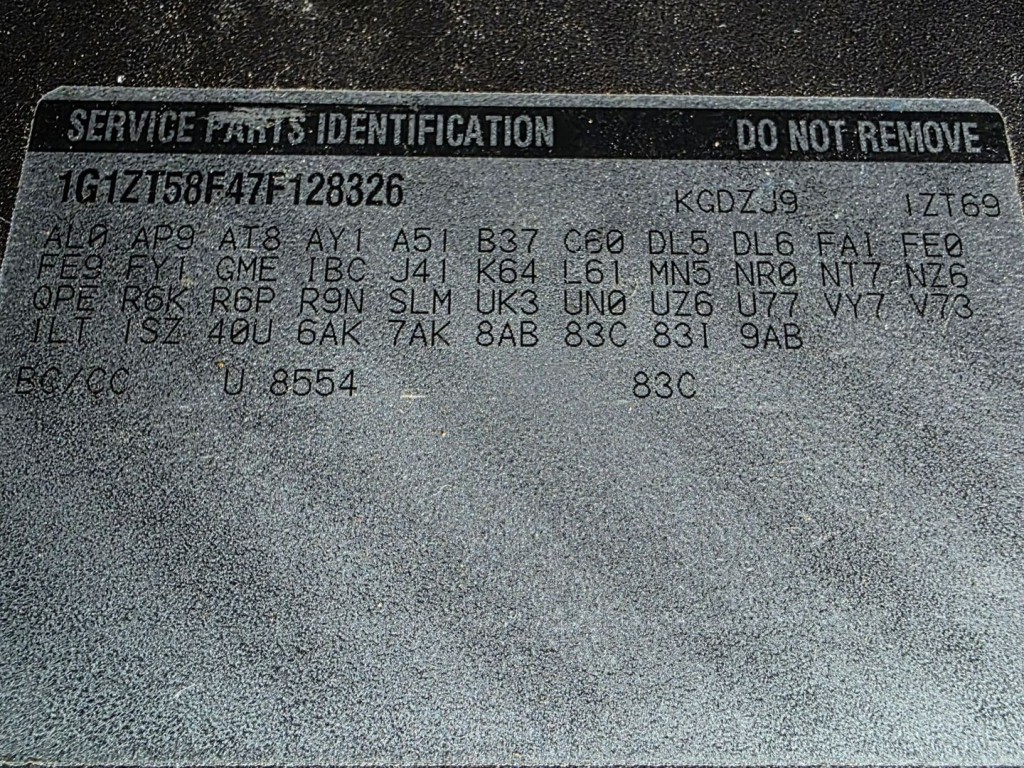 SERVICE PARTS IDENTIFICATION DO NOT REMOVE
1G1ZT58F47F128326 KGDZJ9 1ZT69
AL0 AP9 AT8 AY1 A51 B37 C60 DL5 DL6 FA1 FE0
FE9 FY1 GME IBC J41 K64 L61 MN5 NR0 NT7 NZ6
QPE R6K R6P R9N SLM UK3 UN0 UZ6 U77 VY7 V73
1LT 1SZ 40U 6AK 7AK 8AB 83C 83I 9AB
BC/CC U 8554 83C